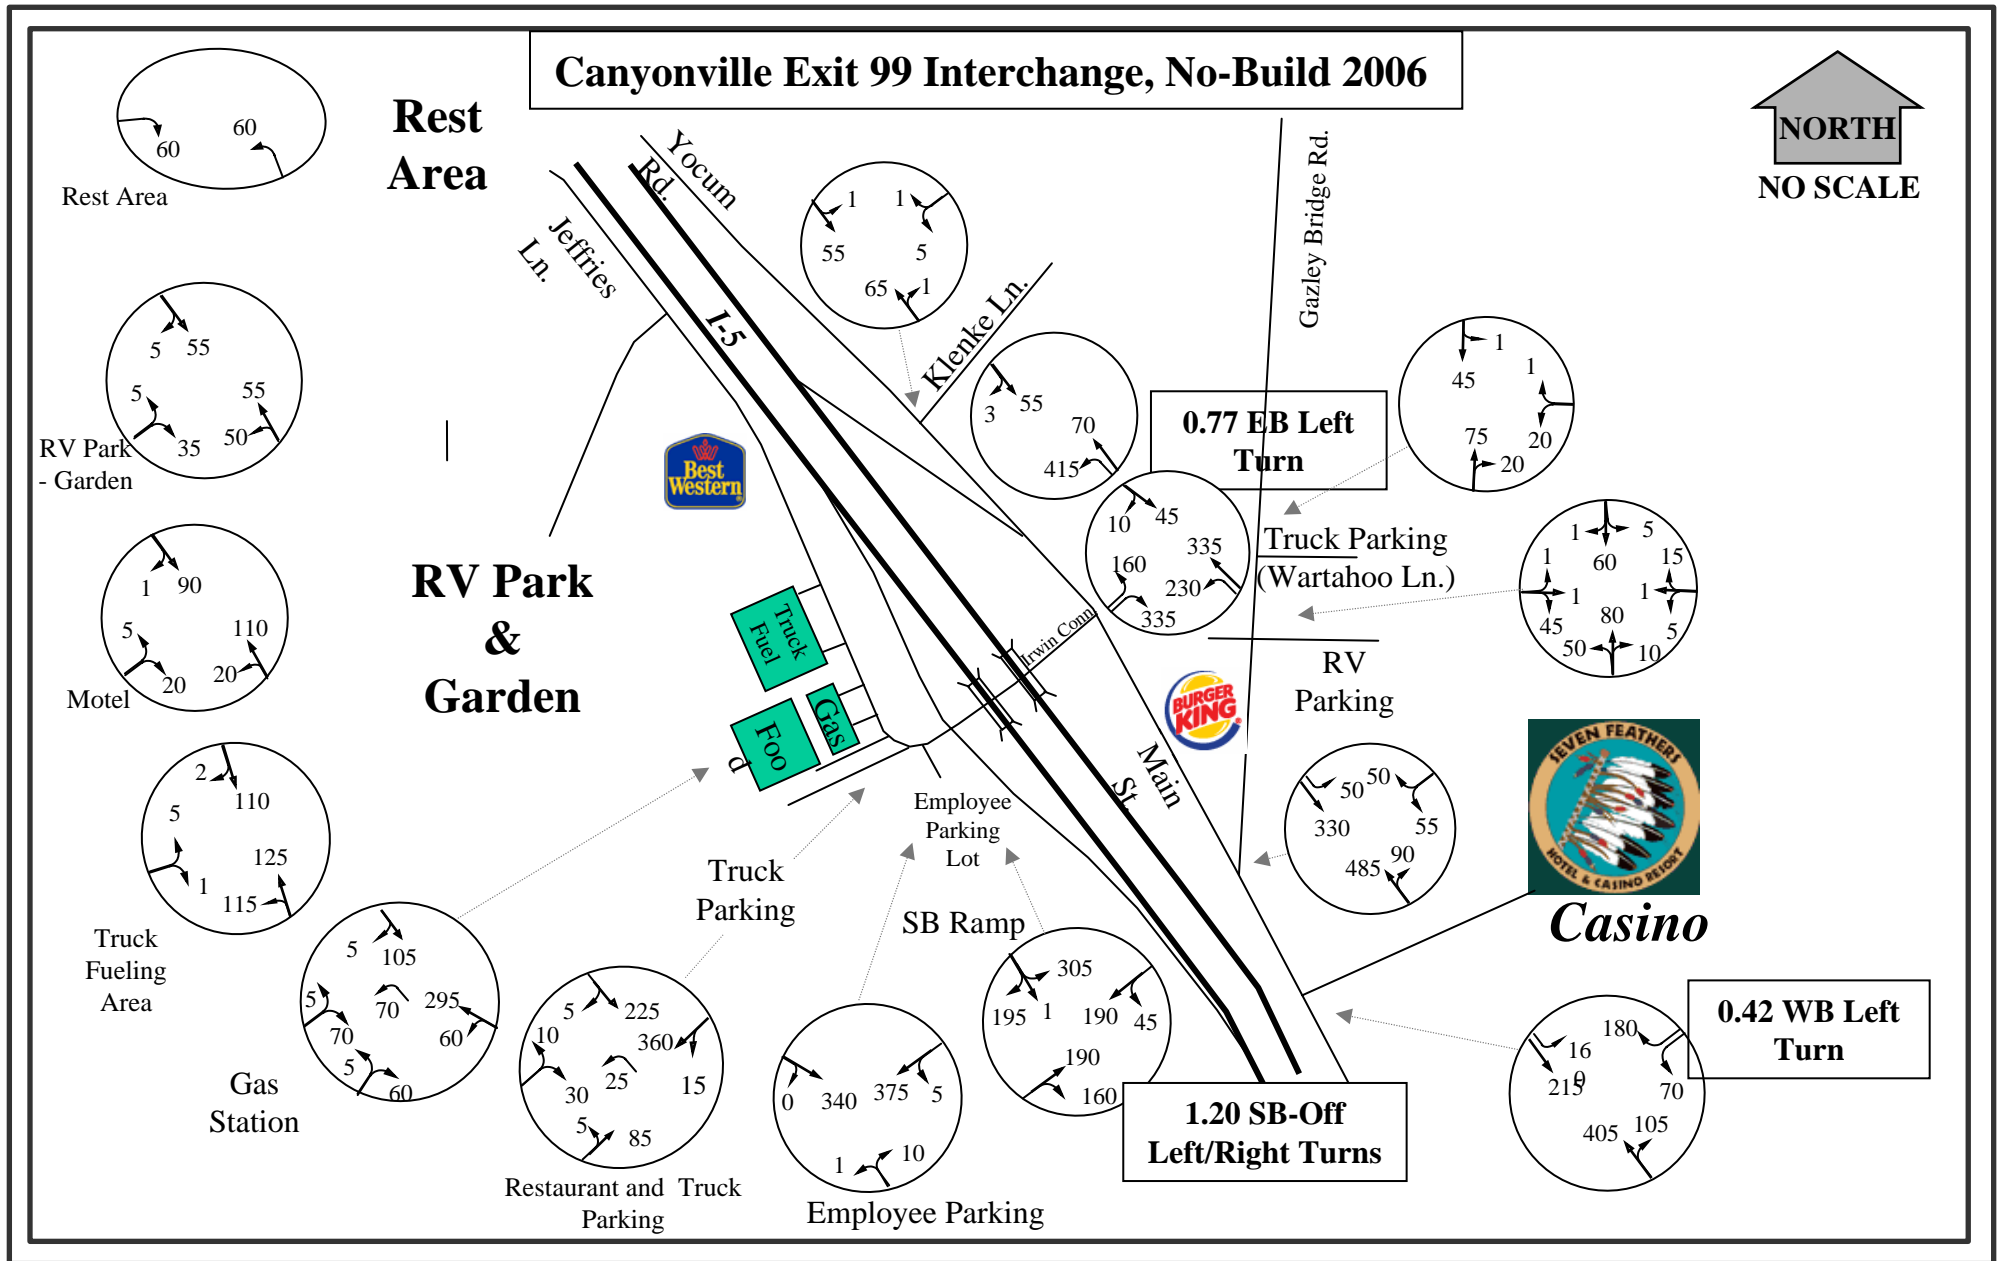 Canyonville Exit 99 Interchange, No-Build 2006
NORTH
NO SCALE
Rest
Area
60
60
Rest Area
Yocum
Rd.
Jeffries
Ln.
I-5
Klenke Ln.
Gazley Bridge Rd.
1
1
55
5
65
1
5
55
5
55
35
50
RV Park
- Garden
Best
Western
3
55
70
415
0.77 EB Left
Turn
1
1
45
75
20
20
10
45
160
335
230
335
Truck Parking
(Wartahoo Ln.)
1
5
1
60
15
1
1
45
80
5
50
10
RV
Parking
1
90
5
110
20
20
Motel
RV Park
&
Garden
Truck
Fuel
Gas
Foo
d
Irwin Conn.
BURGER
KING
Main
St.
50
50
330
55
485
90
SEVEN FEATHERS
HOTEL & CASINO RESORT
Casino
2
110
5
125
1
115
Truck
Fueling
Area
Employee
Parking
Lot
Truck
Parking
SB Ramp
5
105
5
70
295
70
60
5
60
Gas
Station
5
225
10
360
25
30
15
5
85
Restaurant and Truck
Parking
0
340
375
5
1
10
Employee Parking
305
195
1
190
45
190
160
1.20 SB-Off
Left/Right Turns
180
16
0
215
70
405
105
0.42 WB Left
Turn